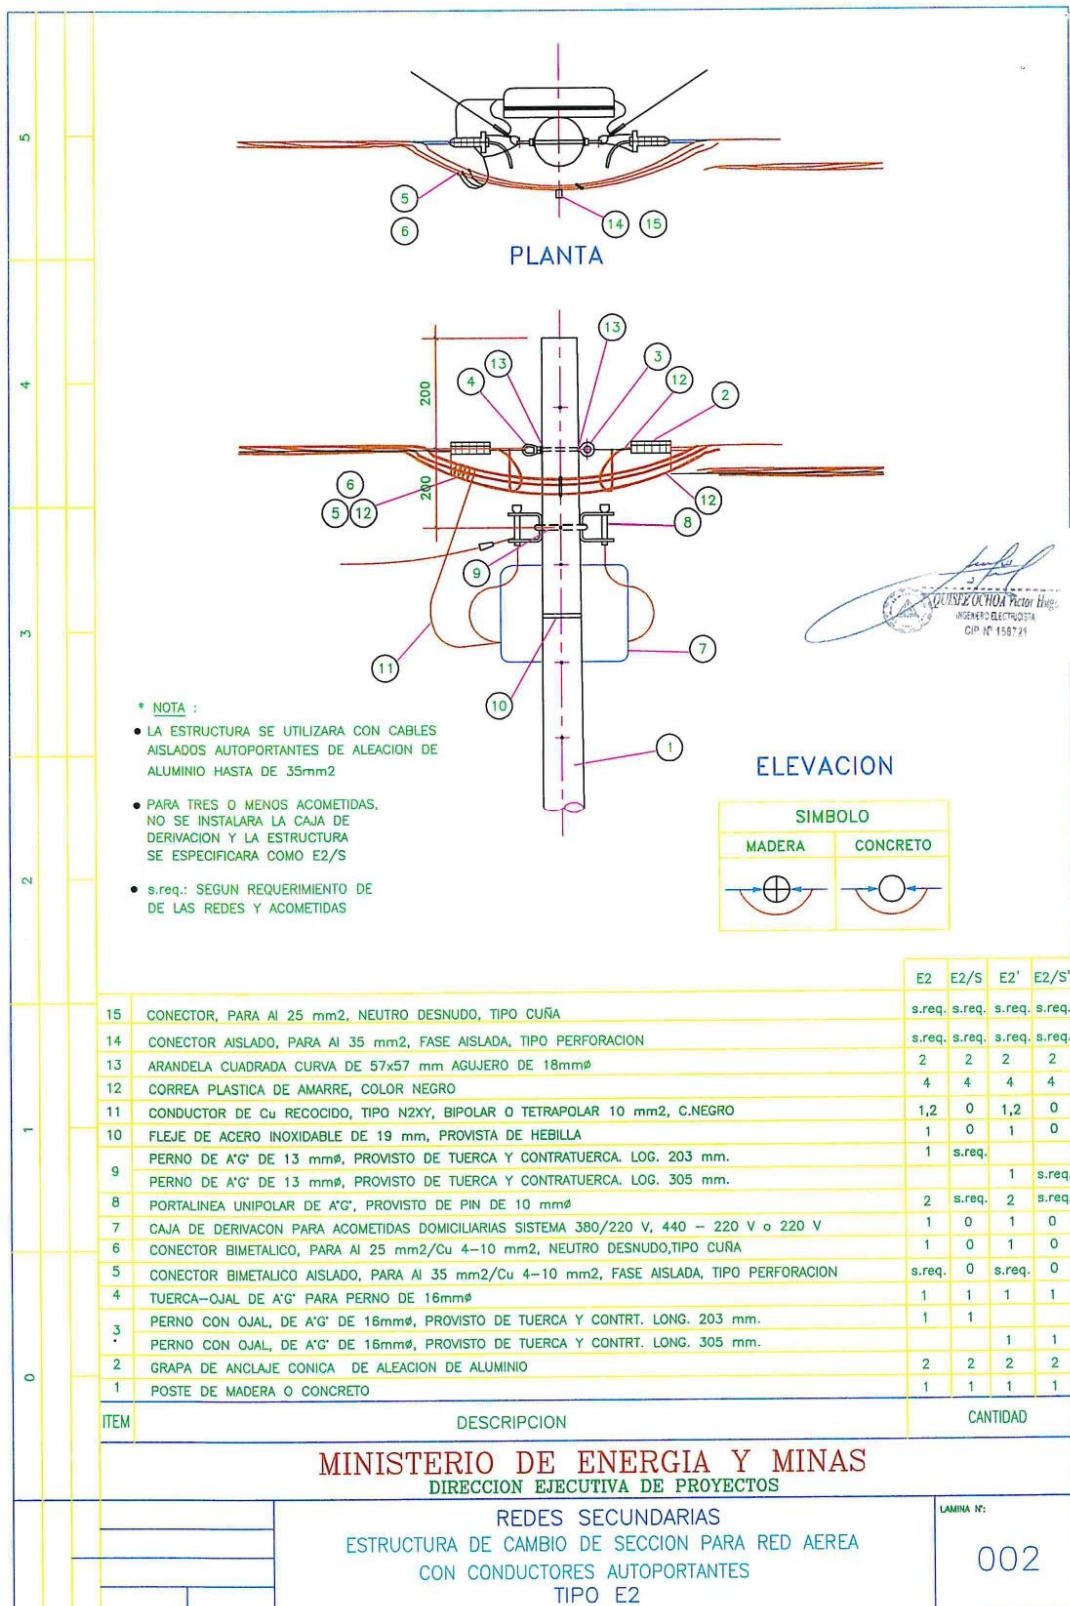 5
4
3
2
1
0
5
6
14
15
PLANTA
13
13
3
4
12
2
200
200
6
5
12
12
8
9
7
11
10
1
QUISPE OCHOA Victor Hugo
INGENIERO ELECTRICISTA
CIP Nº 158721
* NOTA :
• LA ESTRUCTURA SE UTILIZARA CON CABLES
AISLADOS AUTOPORTANTES DE ALEACION DE
ALUMINIO HASTA DE 35mm2
• PARA TRES O MENOS ACOMETIDAS,
NO SE INSTALARA LA CAJA DE
DERIVACION Y LA ESTRUCTURA
SE ESPECIFICARA COMO E2/S
• s.req.: SEGUN REQUERIMIENTO DE
DE LAS REDES Y ACOMETIDAS
ELEVACION
SIMBOLO
MADERA CONCRETO
E2 E2/S E2' E2/S'
15 CONECTOR, PARA Al 25 mm2, NEUTRO DESNUDO, TIPO CUÑA s.req. s.req. s.req. s.req.
14 CONECTOR AISLADO, PARA Al 35 mm2, FASE AISLADA, TIPO PERFORACION s.req. s.req. s.req. s.req.
13 ARANDELA CUADRADA CURVA DE 57x57 mm AGUJERO DE 18mmø 2 2 2 2
12 CORREA PLASTICA DE AMARRE, COLOR NEGRO 4 4 4 4
11 CONDUCTOR DE Cu RECOCIDO, TIPO N2XY, BIPOLAR O TETRAPOLAR 10 mm2, C.NEGRO 1,2 0 1,2 0
10 FLEJE DE ACERO INOXIDABLE DE 19 mm, PROVISTA DE HEBILLA 1 0 1 0
9 PERNO DE A°G° DE 13 mmø, PROVISTO DE TUERCA Y CONTRATUERCA. LOG. 203 mm. 1 s.req.
PERNO DE A°G° DE 13 mmø, PROVISTO DE TUERCA Y CONTRATUERCA. LOG. 305 mm. 1 s.req.
8 PORTALINEA UNIPOLAR DE A°G°, PROVISTO DE PIN DE 10 mmø 2 s.req. 2 s.req.
7 CAJA DE DERIVACON PARA ACOMETIDAS DOMICILIARIAS SISTEMA 380/220 V, 440 – 220 V o 220 V 1 0 1 0
6 CONECTOR BIMETALICO, PARA Al 25 mm2/Cu 4–10 mm2, NEUTRO DESNUDO,TIPO CUÑA 1 0 1 0
5 CONECTOR BIMETALICO AISLADO, PARA Al 35 mm2/Cu 4–10 mm2, FASE AISLADA, TIPO PERFORACION s.req. 0 s.req. 0
4 TUERCA–OJAL DE A°G° PARA PERNO DE 16mmø 1 1 1 1
3 PERNO CON OJAL, DE A°G° DE 16mmø, PROVISTO DE TUERCA Y CONTRT. LONG. 203 mm. 1 1
PERNO CON OJAL, DE A°G° DE 16mmø, PROVISTO DE TUERCA Y CONTRT. LONG. 305 mm. 1 1
2 GRAPA DE ANCLAJE CONICA DE ALEACION DE ALUMINIO 2 2 2 2
1 POSTE DE MADERA O CONCRETO 1 1 1 1
ITEM DESCRIPCION CANTIDAD
MINISTERIO DE ENERGIA Y MINAS
DIRECCION EJECUTIVA DE PROYECTOS
REDES SECUNDARIAS
ESTRUCTURA DE CAMBIO DE SECCION PARA RED AEREA
CON CONDUCTORES AUTOPORTANTES
TIPO E2
LAMINA Nº:
002